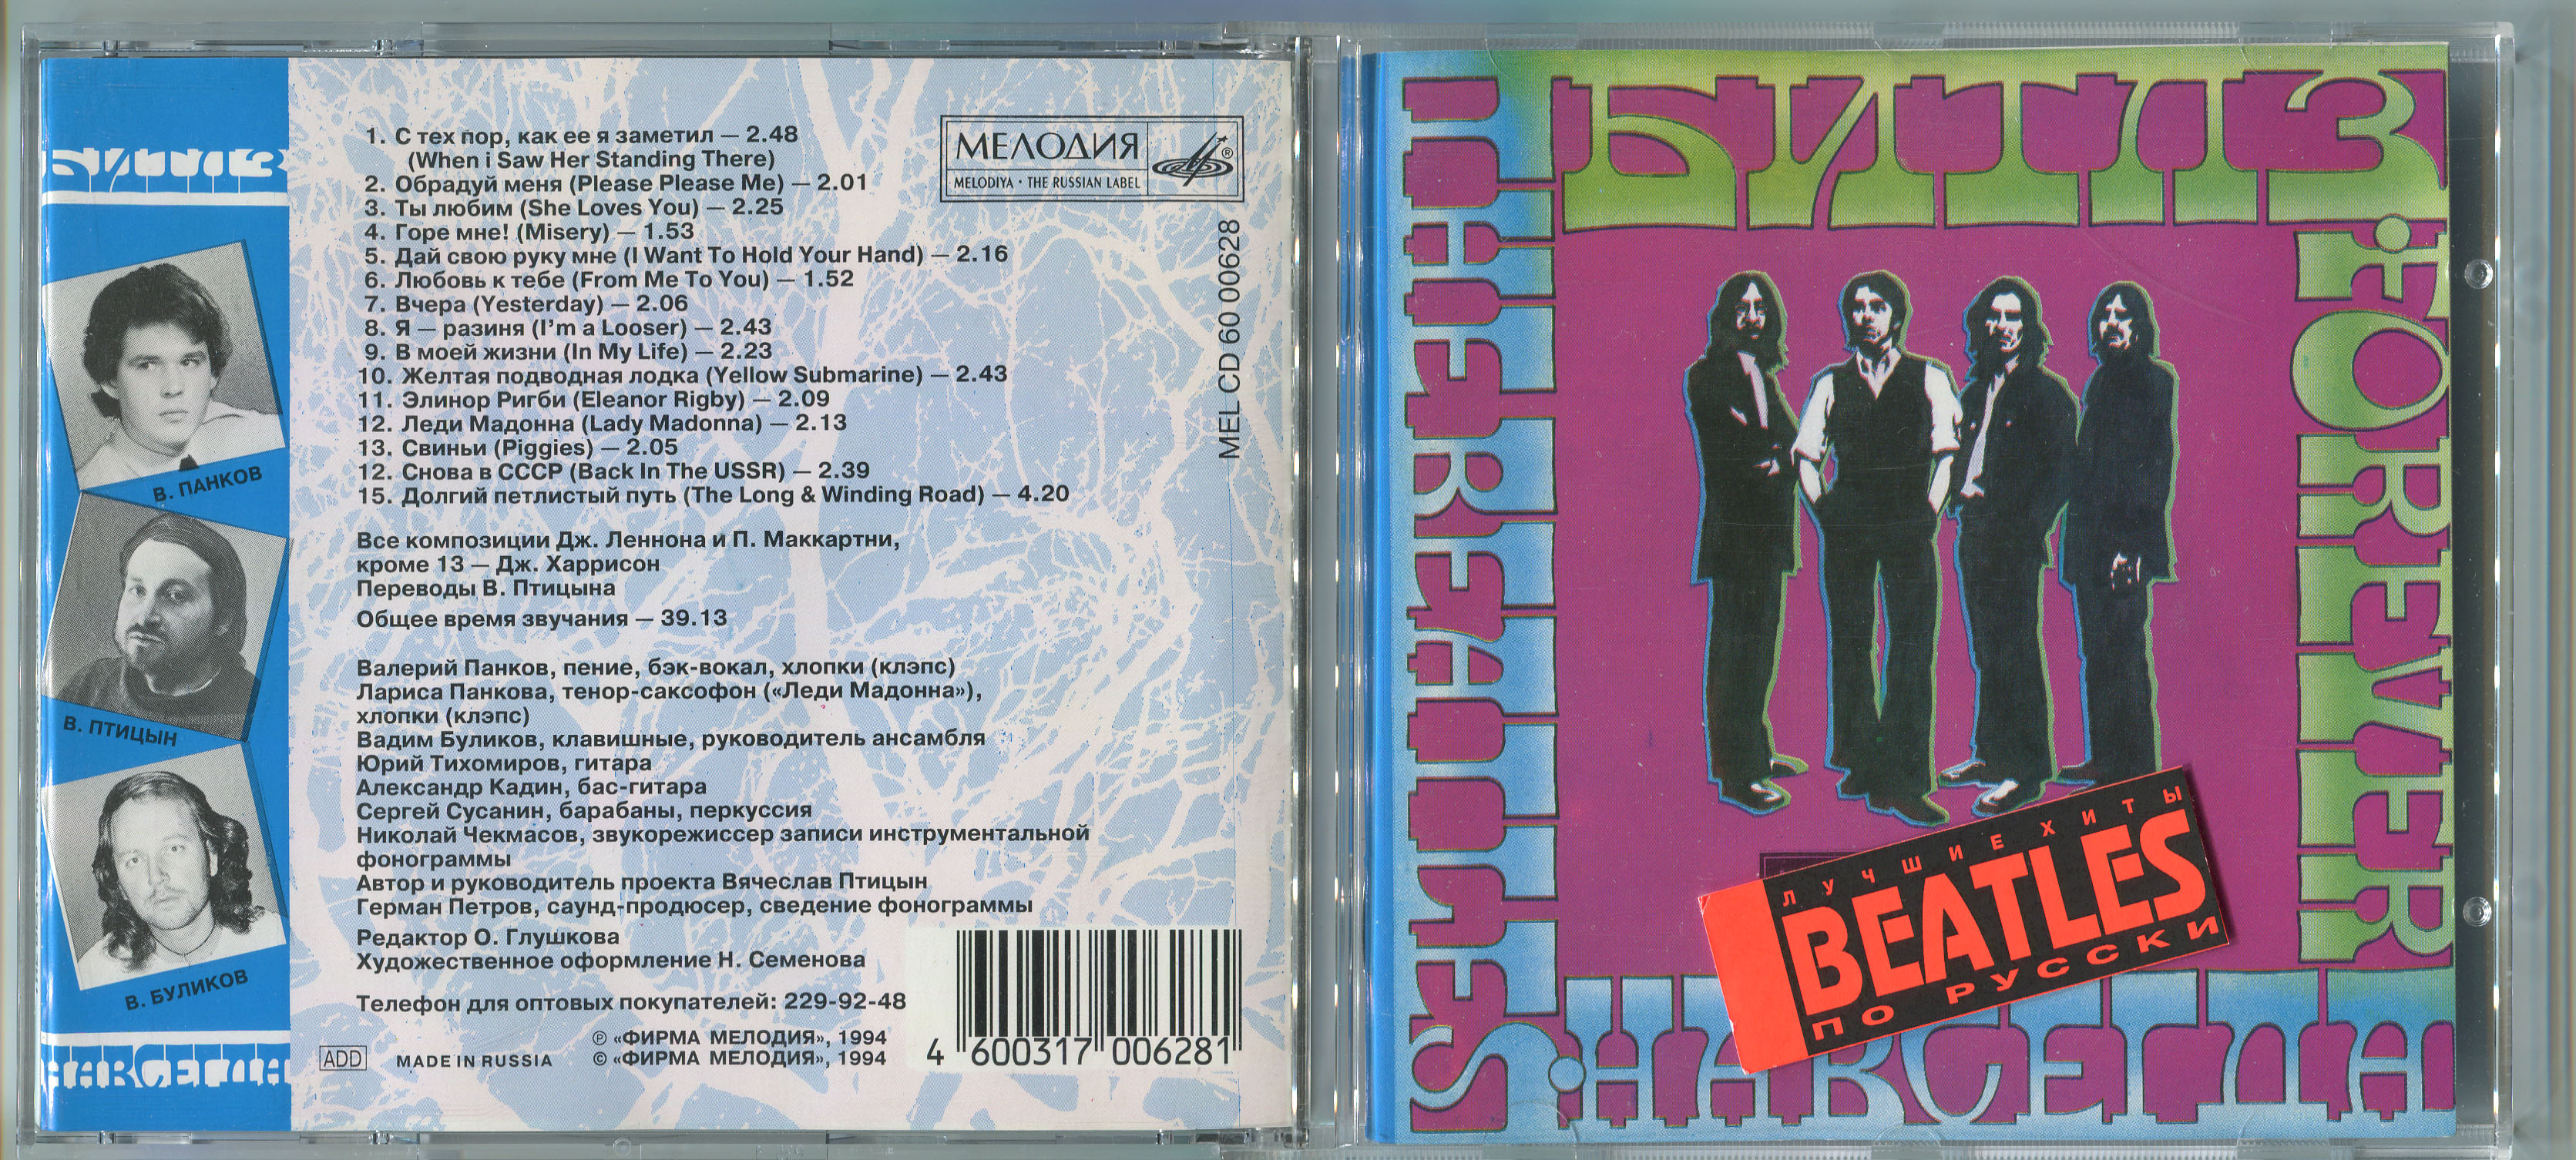 БИТЛЗ
В. ПАНКОВ
В. ПТИЦЫН
В. БУЛИКОВ
НАВСЕГДА
1. С тех пор, как ее я заметил — 2.48
(When i Saw Her Standing There)
2. Обрадуй меня (Please Please Me) — 2.01
3. Ты любим (She Loves You) — 2.25
4. Горе мне! (Misery) — 1.53
5. Дай свою руку мне (I Want To Hold Your Hand) — 2.16
6. Любовь к тебе (From Me To You) — 1.52
7. Вчера (Yesterday) — 2.06
8. Я — разиня (I'm a Looser) — 2.43
9. В моей жизни (In My Life) — 2.23
10. Желтая подводная лодка (Yellow Submarine) — 2.43
11. Элинор Ригби (Eleanor Rigby) — 2.09
12. Леди Мадонна (Lady Madonna) — 2.13
13. Свиньи (Piggies) — 2.05
12. Снова в СССР (Back In The USSR) — 2.39
15. Долгий петлистый путь (The Long & Winding Road) — 4.20
Все композиции Дж. Леннона и П. Маккартни,
кроме 13 — Дж. Харрисон
Переводы В. Птицына
Общее время звучания — 39.13
Валерий Панков, пение, бэк-вокал, хлопки (клэпс)
Лариса Панкова, тенор-саксофон («Леди Мадонна»),
хлопки (клэпс)
Вадим Буликов, клавишные, руководитель ансамбля
Юрий Тихомиров, гитара
Александр Кадин, бас-гитара
Сергей Сусанин, барабаны, перкуссия
Николай Чекмасов, звукорежиссер записи инструментальной
фонограммы
Автор и руководитель проекта Вячеслав Птицын
Герман Петров, саунд-продюсер, сведение фонограммы
Редактор О. Глушкова
Художественное оформление Н. Семенова
Телефон для оптовых покупателей: 229-92-48
℗ «ФИРМА МЕЛОДИЯ», 1994
ADD MADE IN RUSSIA © «ФИРМА МЕЛОДИЯ», 1994
4 600317 006281
МЕЛОДИЯ ®
MELODIYA · THE RUSSIAN LABEL
MEL CD 60 00628
THE BEATLES
БИТЛЗ
FOREVER
НАВСЕГДА
ЛУЧШИЕ ХИТЫ
BEATLES
ПО РУССКИ